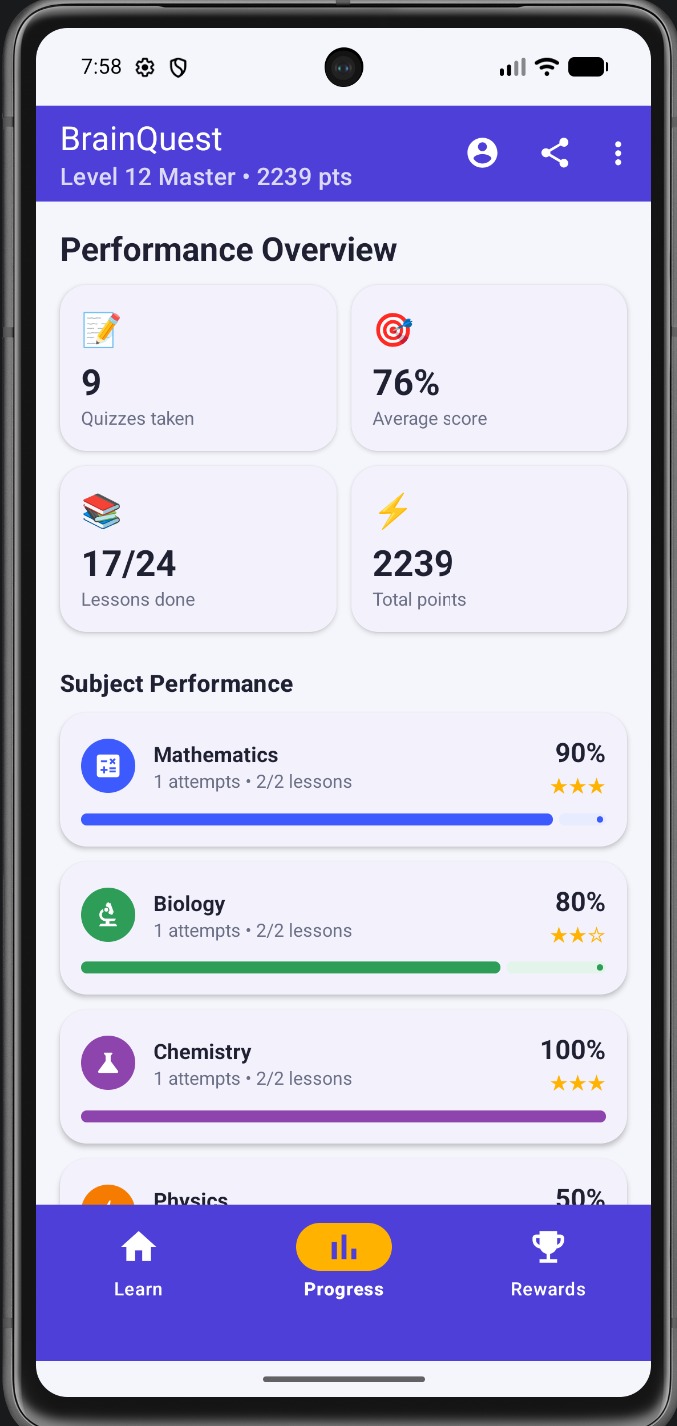 7:58
BrainQuest
Level 12 Master • 2239 pts
Performance Overview
9
Quizzes taken
76%
Average score
17/24
Lessons done
2239
Total points
Subject Performance
Mathematics
1 attempts • 2/2 lessons
90%
★★★
Biology
1 attempts • 2/2 lessons
80%
★★☆
Chemistry
1 attempts • 2/2 lessons
100%
★★★
Physics
50%
Learn
Progress
Rewards